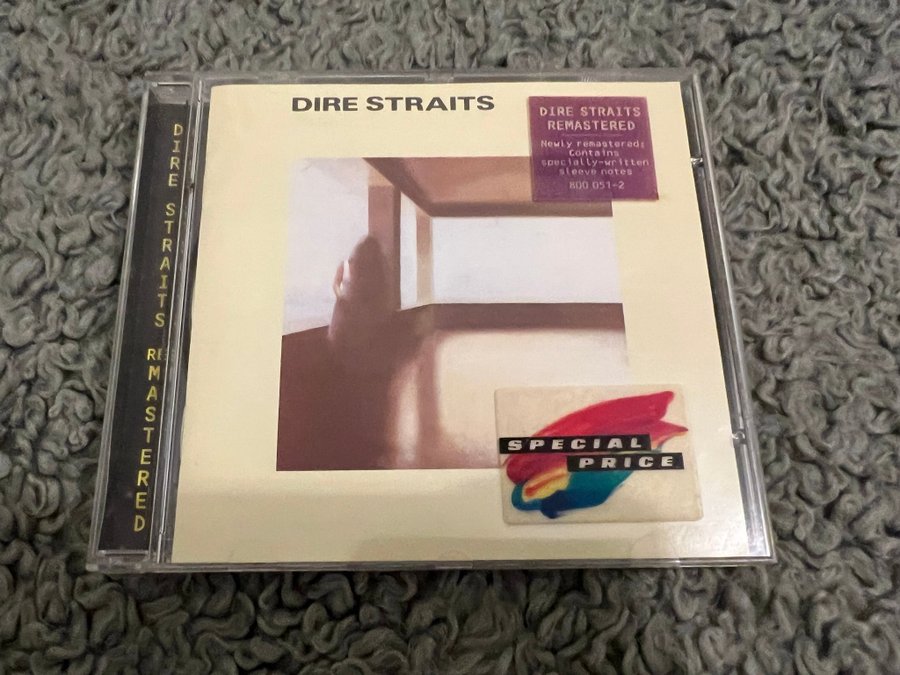 DIRE STRAITS
DIRE STRAITS
REMASTERED
Newly remastered:
Contains
specially-written
sleeve notes
800 051-2
DIRE STRAITS REMASTERED
SPECIAL
PRICE